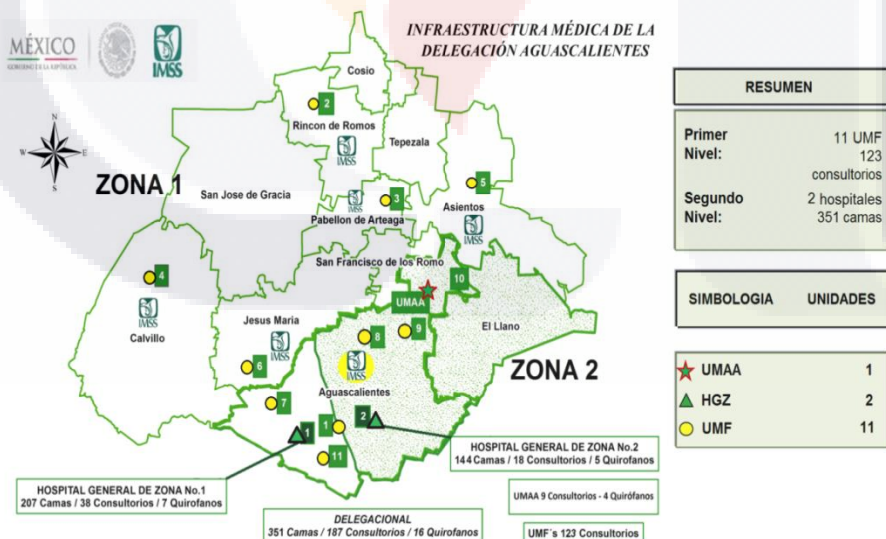 MÉXICO
GOBIERNO DE LA REPÚBLICA
IMSS
INFRAESTRUCTURA MÉDICA DE LA
DELEGACIÓN AGUASCALIENTES
N
W
E
S
Cosio
2
Rincon de Romos
IMSS
Tepezala
ZONA 1
San Jose de Gracia
IMSS
3
Pabellon de Arteaga
5
Asientos
IMSS
San Francisco de los Romo
4
IMSS
Calvillo
10
UMAA
El Llano
Jesus Maria
IMSS
6
8
9
IMSS
Aguascalientes
ZONA 2
7
1
1
2
11
HOSPITAL GENERAL DE ZONA No.1
207 Camas / 38 Consultorios / 7 Quirofanos
HOSPITAL GENERAL DE ZONA No.2
144 Camas / 18 Consultorios / 5 Quirofanos
UMAA 9 Consultorios - 4 Quirófanos
DELEGACIONAL
351 Camas / 187 Consultorios / 16 Quirofanos
UMF´s 123 Consultorios
RESUMEN
Primer Nivel:
11 UMF
123
consultorios
Segundo Nivel:
2 hospitales
351 camas
SIMBOLOGIA UNIDADES
UMAA 1
HGZ 2
UMF 11